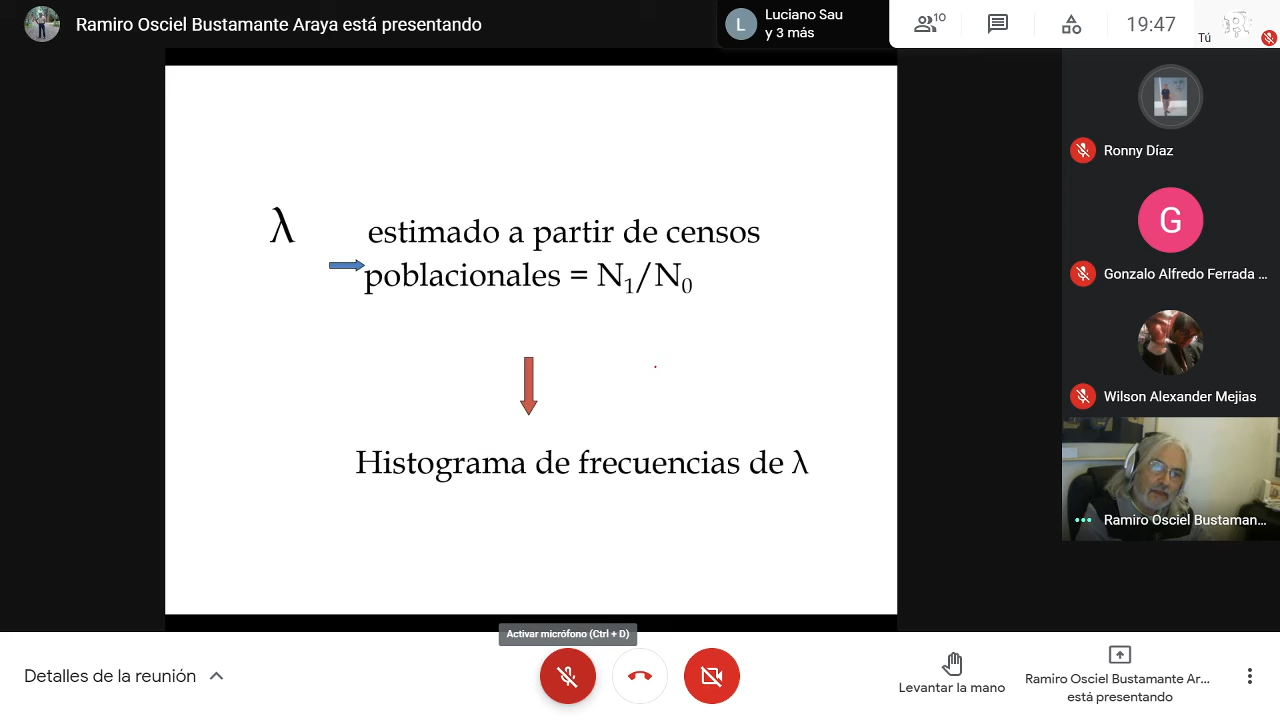 Ramiro Osciel Bustamante Araya está presentando
L
Luciano Sau
y 3 más
10
19:47
Tú
λ
estimado a partir de censos
poblacionales = N₁/N₀
Histograma de frecuencias de λ
Ronny Díaz
G
Gonzalo Alfredo Ferrada ...
Wilson Alexander Mejias
Ramiro Osciel Bustaman...
Activar micrófono (Ctrl + D)
Detalles de la reunión
Levantar la mano
Ramiro Osciel Bustamante Ar...
está presentando